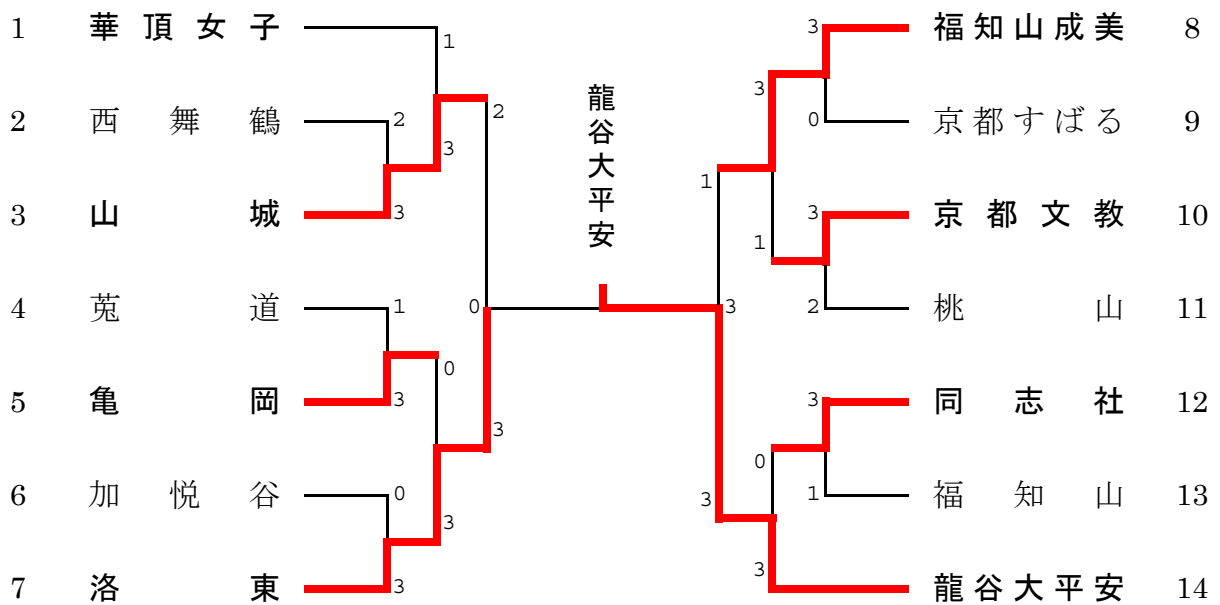 1 華頂女子
2 西舞鶴
3 山城
4 莵道
5 亀岡
6 加悦谷
7 洛東
1
2
3
3
2
1
3
0
0
3
3
3
0
龍谷大平安
3
0
3
3
2
1
1
3
3
1
0
3
3
福知山成美 8
京都すばる 9
京都文教 10
桃山 11
同志社 12
福知山 13
龍谷大平安 14